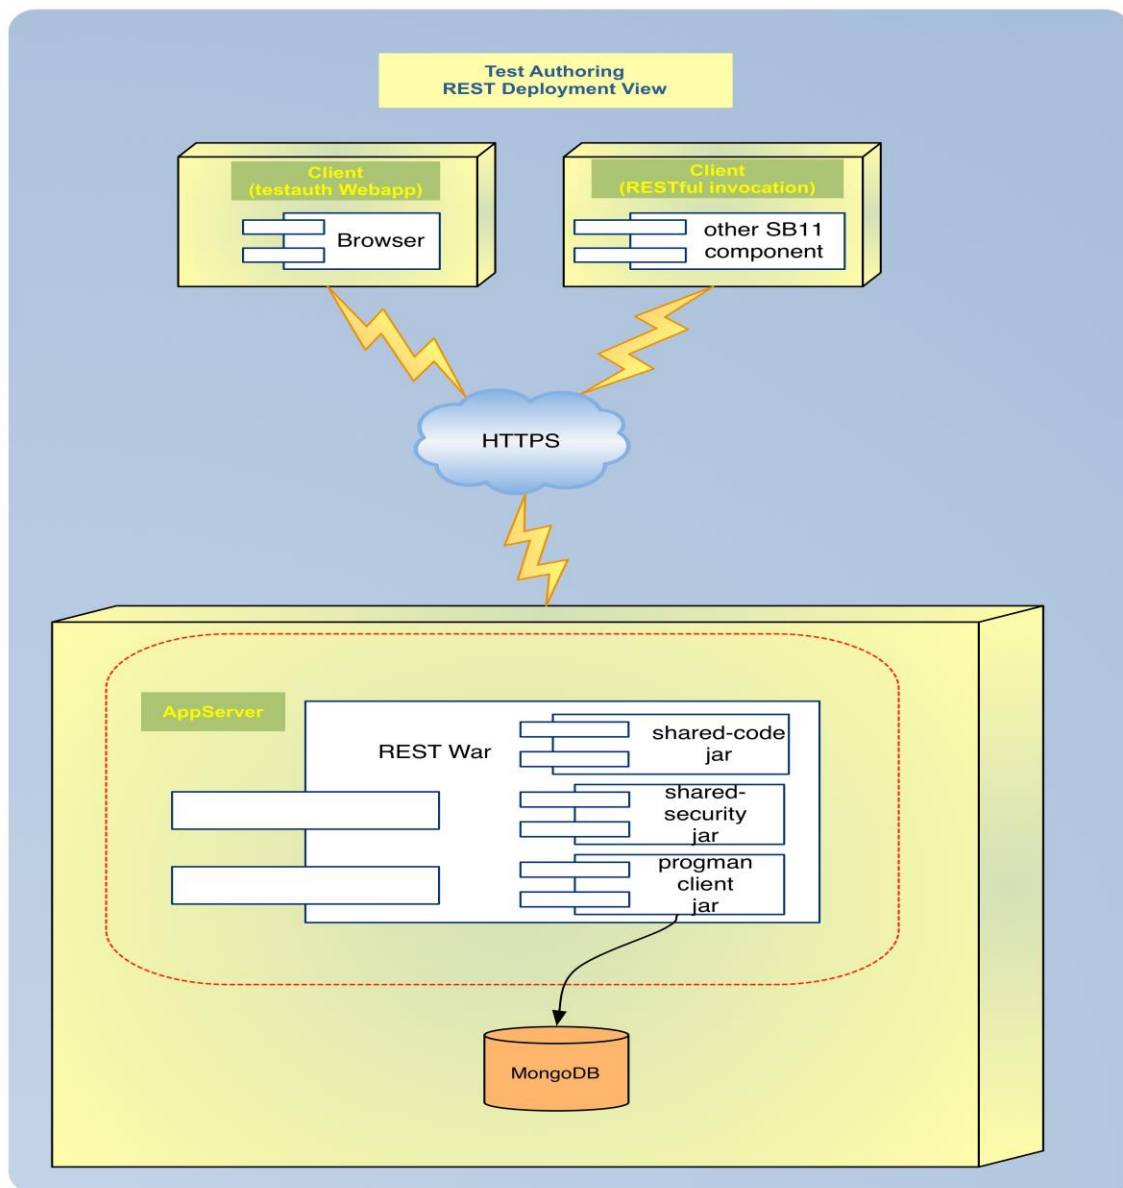 Test Authoring
REST Deployment View
Client
(testauth Webapp)
Browser
Client
(RESTful invocation)
other SB11
component
HTTPS
AppServer
REST War
shared-code
jar
shared-
security
jar
progman
client
jar
MongoDB